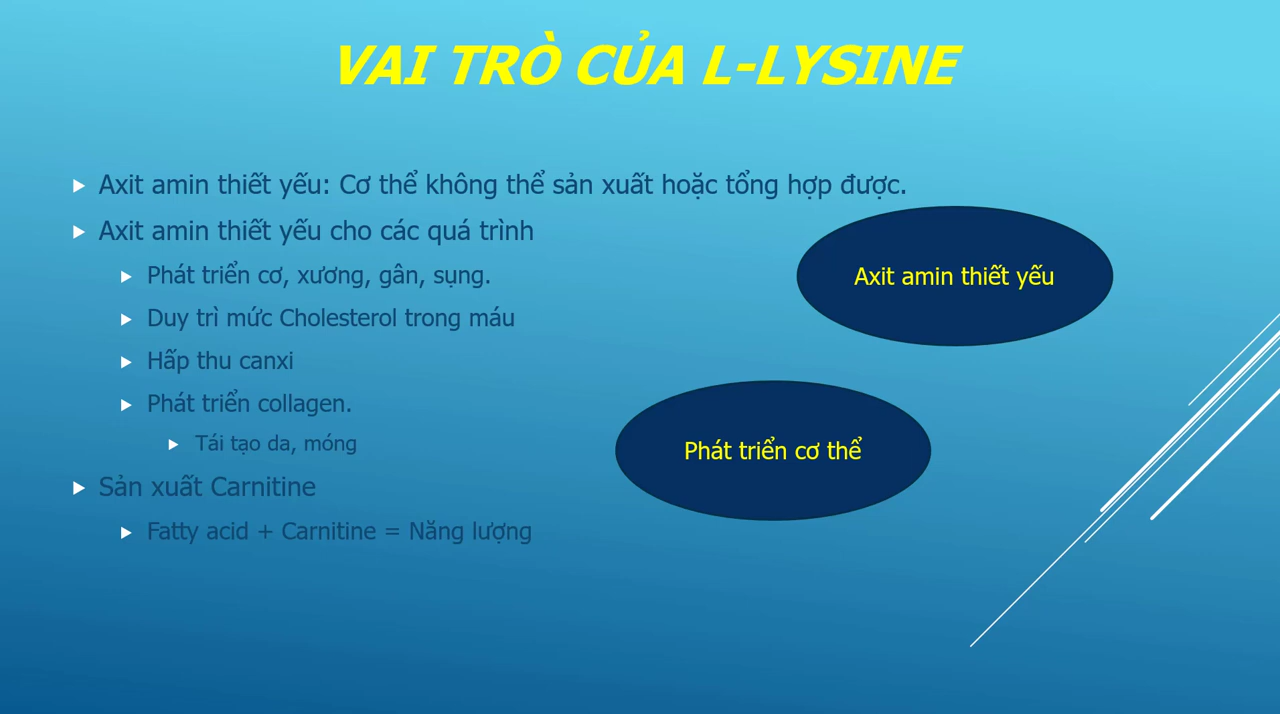 VAI TRÒ CỦA L-LYSINE
Axit amin thiết yếu: Cơ thể không thể sản xuất hoặc tổng hợp được.
Axit amin thiết yếu cho các quá trình
Phát triển cơ, xương, gân, sụng.
Duy trì mức Cholesterol trong máu
Hấp thu canxi
Phát triển collagen.
Tái tạo da, móng
Sản xuất Carnitine
Fatty acid + Carnitine = Năng lượng
Axit amin thiết yếu
Phát triển cơ thể